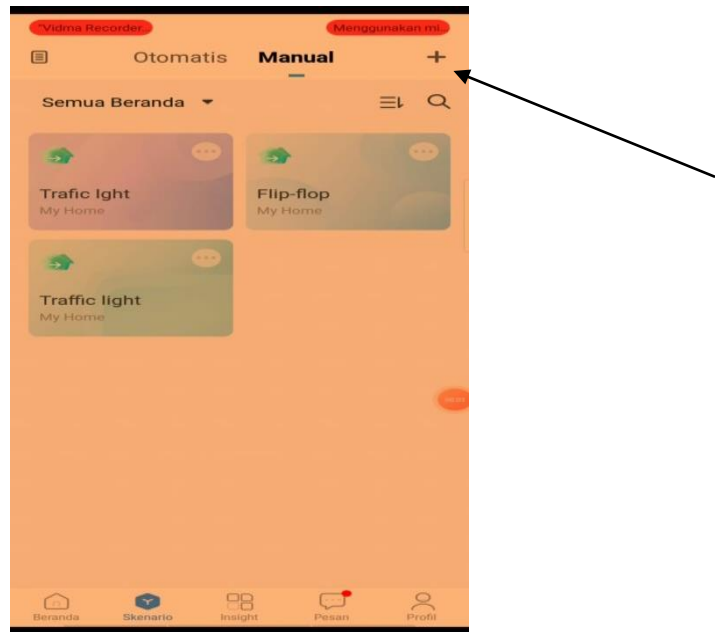 "Vidma Recorder.. Menggunakan mi..
Otomatis Manual
Semua Beranda
Trafic lght Flip-flop
My Home My Home
Traffic light
My Home
Beranda Skenario Insight Pesan Profil